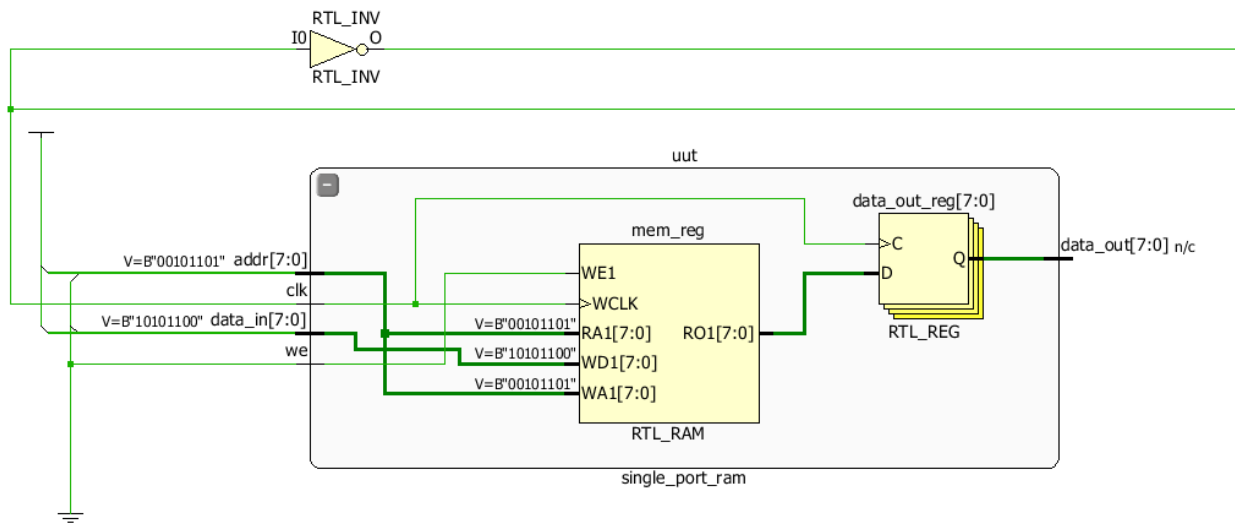 RTL_INV
I0 O
RTL_INV
uut
data_out_reg[7:0]
mem_reg
V=B"00101101" addr[7:0]
C
data_out[7:0] n/c
Q
WE1
D
clk
WCLK
V=B"10101100" data_in[7:0]
V=B"00101101" RA1[7:0] RO1[7:0]
RTL_REG
we
V=B"10101100" WD1[7:0]
V=B"00101101" WA1[7:0]
RTL_RAM
single_port_ram